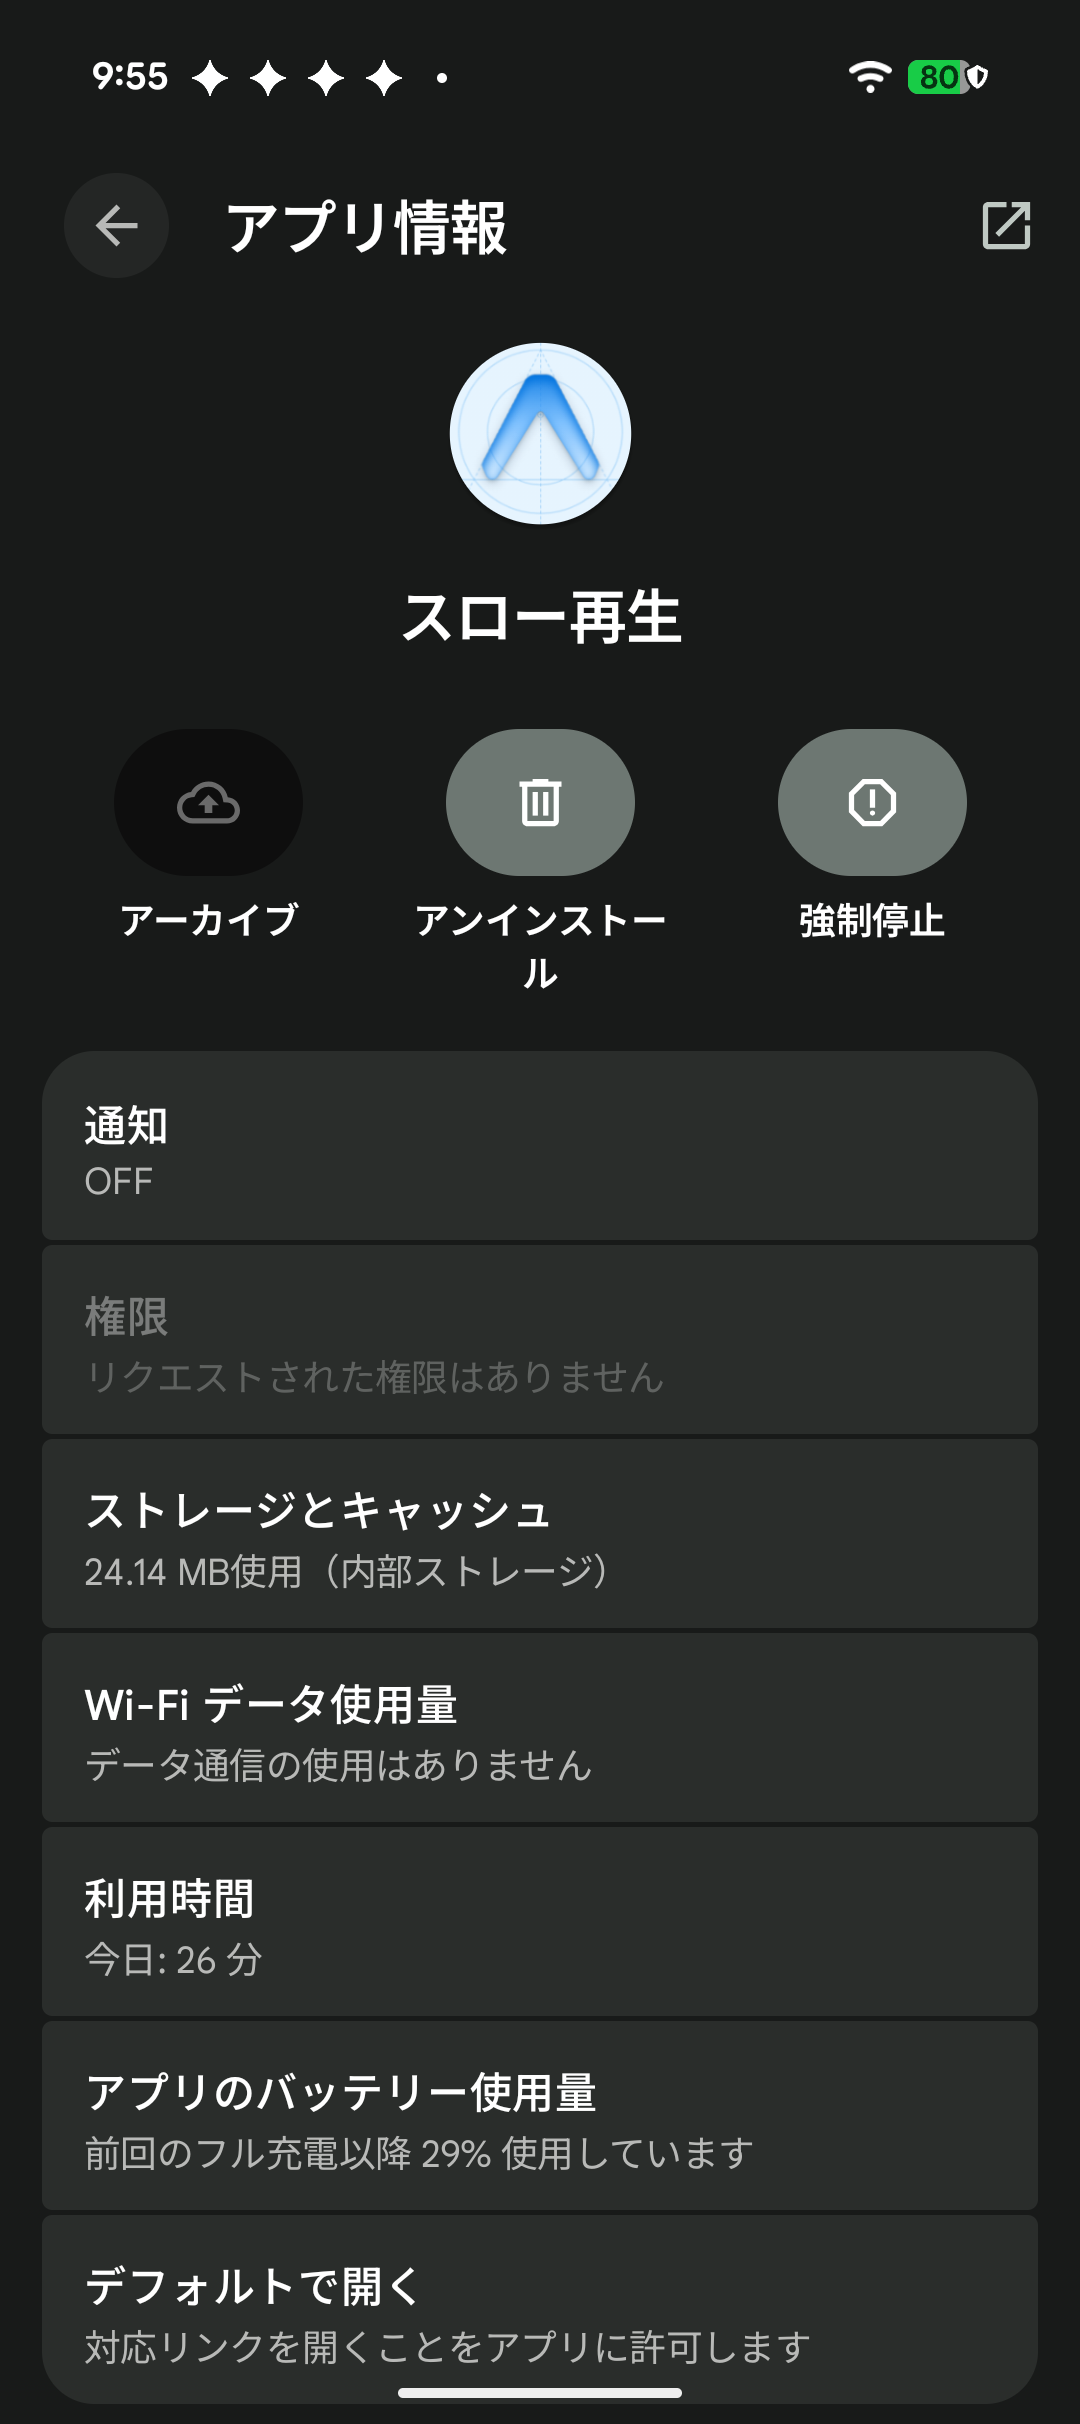 9:55
80
アプリ情報
スロー再生
アーカイブ
アンインストー
ル
強制停止
通知
OFF
権限
リクエストされた権限はありません
ストレージとキャッシュ
24.14 MB使用（内部ストレージ）
Wi-Fi データ使用量
データ通信の使用はありません
利用時間
今日: 26 分
アプリのバッテリー使用量
前回のフル充電以降 29% 使用しています
デフォルトで開く
対応リンクを開くことをアプリに許可します